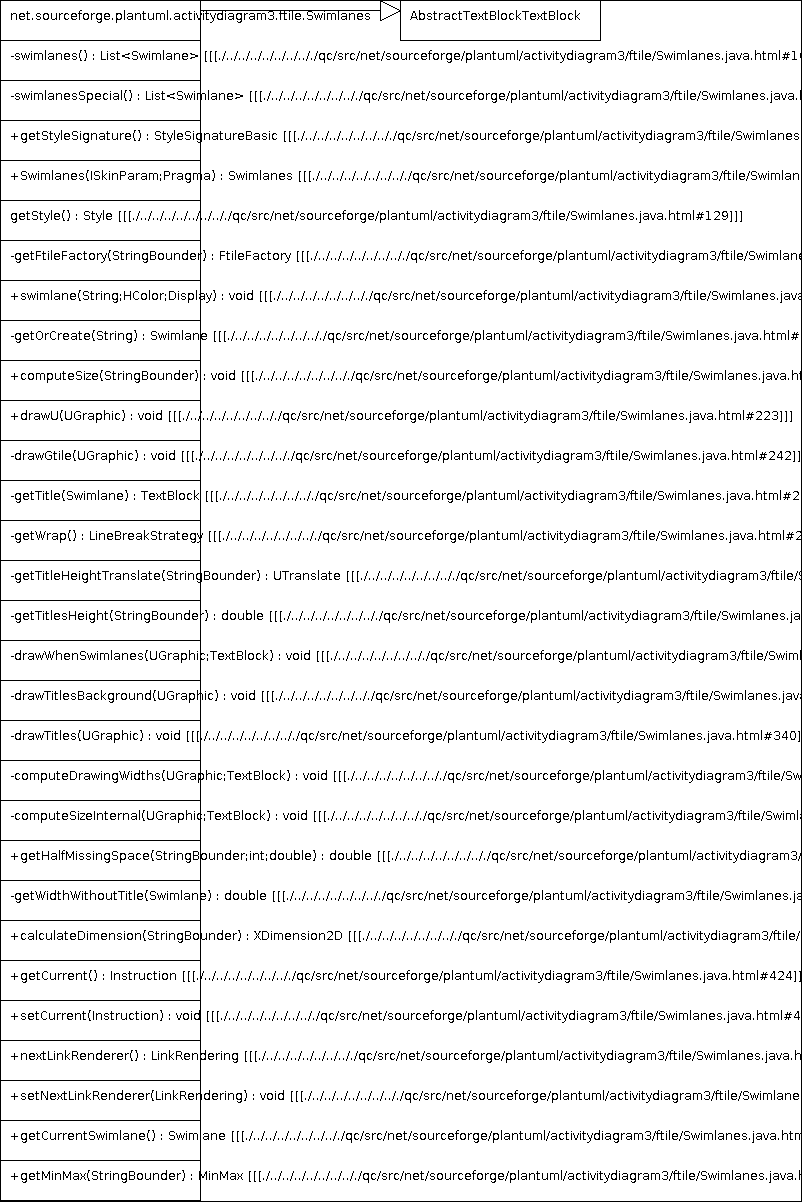 net.sourceforge.plantuml.activitydiagram3.ftile.Swimlanes
AbstractTextBlockTextBlock
-swimlanes() : List<Swimlane> [[[./../../../../../../../qc/src/net/sourceforge/plantuml/activitydiagram3/ftile/Swimlanes.java.html#1
-swimlanesSpecial() : List<Swimlane> [[[./../../../../../../../qc/src/net/sourceforge/plantuml/activitydiagram3/ftile/Swimlanes.java.
+getStyleSignature() : StyleSignatureBasic [[[./../../../../../../../qc/src/net/sourceforge/plantuml/activitydiagram3/ftile/Swimlanes
+Swimlanes(ISkinParam;Pragma) : Swimlanes [[[./../../../../../../../qc/src/net/sourceforge/plantuml/activitydiagram3/ftile/Swimlan
getStyle() : Style [[[./../../../../../../../qc/src/net/sourceforge/plantuml/activitydiagram3/ftile/Swimlanes.java.html#129]]]
-getFtileFactory(StringBounder) : FtileFactory [[[./../../../../../../../qc/src/net/sourceforge/plantuml/activitydiagram3/ftile/Swimlane
+swimlane(String;HColor;Display) : void [[[./../../../../../../../qc/src/net/sourceforge/plantuml/activitydiagram3/ftile/Swimlanes.java
-getOrCreate(String) : Swimlane [[[./../../../../../../../qc/src/net/sourceforge/plantuml/activitydiagram3/ftile/Swimlanes.java.html#
+computeSize(StringBounder) : void [[[./../../../../../../../qc/src/net/sourceforge/plantuml/activitydiagram3/ftile/Swimlanes.java.ht
+drawU(UGraphic) : void [[[./../../../../../../../qc/src/net/sourceforge/plantuml/activitydiagram3/ftile/Swimlanes.java.html#223]]]
-drawGtile(UGraphic) : void [[[./../../../../../../../qc/src/net/sourceforge/plantuml/activitydiagram3/ftile/Swimlanes.java.html#242]]
-getTitle(Swimlane) : TextBlock [[[./../../../../../../../qc/src/net/sourceforge/plantuml/activitydiagram3/ftile/Swimlanes.java.html#2
-getWrap() : LineBreakStrategy [[[./../../../../../../../qc/src/net/sourceforge/plantuml/activitydiagram3/ftile/Swimlanes.java.html#2
-getTitleHeightTranslate(StringBounder) : UTranslate [[[./../../../../../../../qc/src/net/sourceforge/plantuml/activitydiagram3/ftile/S
-getTitlesHeight(StringBounder) : double [[[./../../../../../../../qc/src/net/sourceforge/plantuml/activitydiagram3/ftile/Swimlanes.ja
-drawWhenSwimlanes(UGraphic;TextBlock) : void [[[./../../../../../../../qc/src/net/sourceforge/plantuml/activitydiagram3/ftile/Swiml
-drawTitlesBackground(UGraphic) : void [[[./../../../../../../../qc/src/net/sourceforge/plantuml/activitydiagram3/ftile/Swimlanes.jav
-drawTitles(UGraphic) : void [[[./../../../../../../../qc/src/net/sourceforge/plantuml/activitydiagram3/ftile/Swimlanes.java.html#340]
-computeDrawingWidths(UGraphic;TextBlock) : void [[[./../../../../../../../qc/src/net/sourceforge/plantuml/activitydiagram3/ftile/Sw
-computeSizeInternal(UGraphic;TextBlock) : void [[[./../../../../../../../qc/src/net/sourceforge/plantuml/activitydiagram3/ftile/Swiml
+getHalfMissingSpace(StringBounder;int;double) : double [[[./../../../../../../../qc/src/net/sourceforge/plantuml/activitydiagram3/
-getWidthWithoutTitle(Swimlane) : double [[[./../../../../../../../qc/src/net/sourceforge/plantuml/activitydiagram3/ftile/Swimlanes.ja
+calculateDimension(StringBounder) : XDimension2D [[[./../../../../../../../qc/src/net/sourceforge/plantuml/activitydiagram3/ftile/
+getCurrent() : Instruction [[[./../../../../../../../qc/src/net/sourceforge/plantuml/activitydiagram3/ftile/Swimlanes.java.html#424]]
+setCurrent(Instruction) : void [[[./../../../../../../../qc/src/net/sourceforge/plantuml/activitydiagram3/ftile/Swimlanes.java.html#4
+nextLinkRenderer() : LinkRendering [[[./../../../../../../../qc/src/net/sourceforge/plantuml/activitydiagram3/ftile/Swimlanes.java.h
+setNextLinkRenderer(LinkRendering) : void [[[./../../../../../../../qc/src/net/sourceforge/plantuml/activitydiagram3/ftile/Swimlane
+getCurrentSwimlane() : Swimlane [[[./../../../../../../../qc/src/net/sourceforge/plantuml/activitydiagram3/ftile/Swimlanes.java.htm
+getMinMax(StringBounder) : MinMax [[[./../../../../../../../qc/src/net/sourceforge/plantuml/activitydiagram3/ftile/Swimlanes.java.h